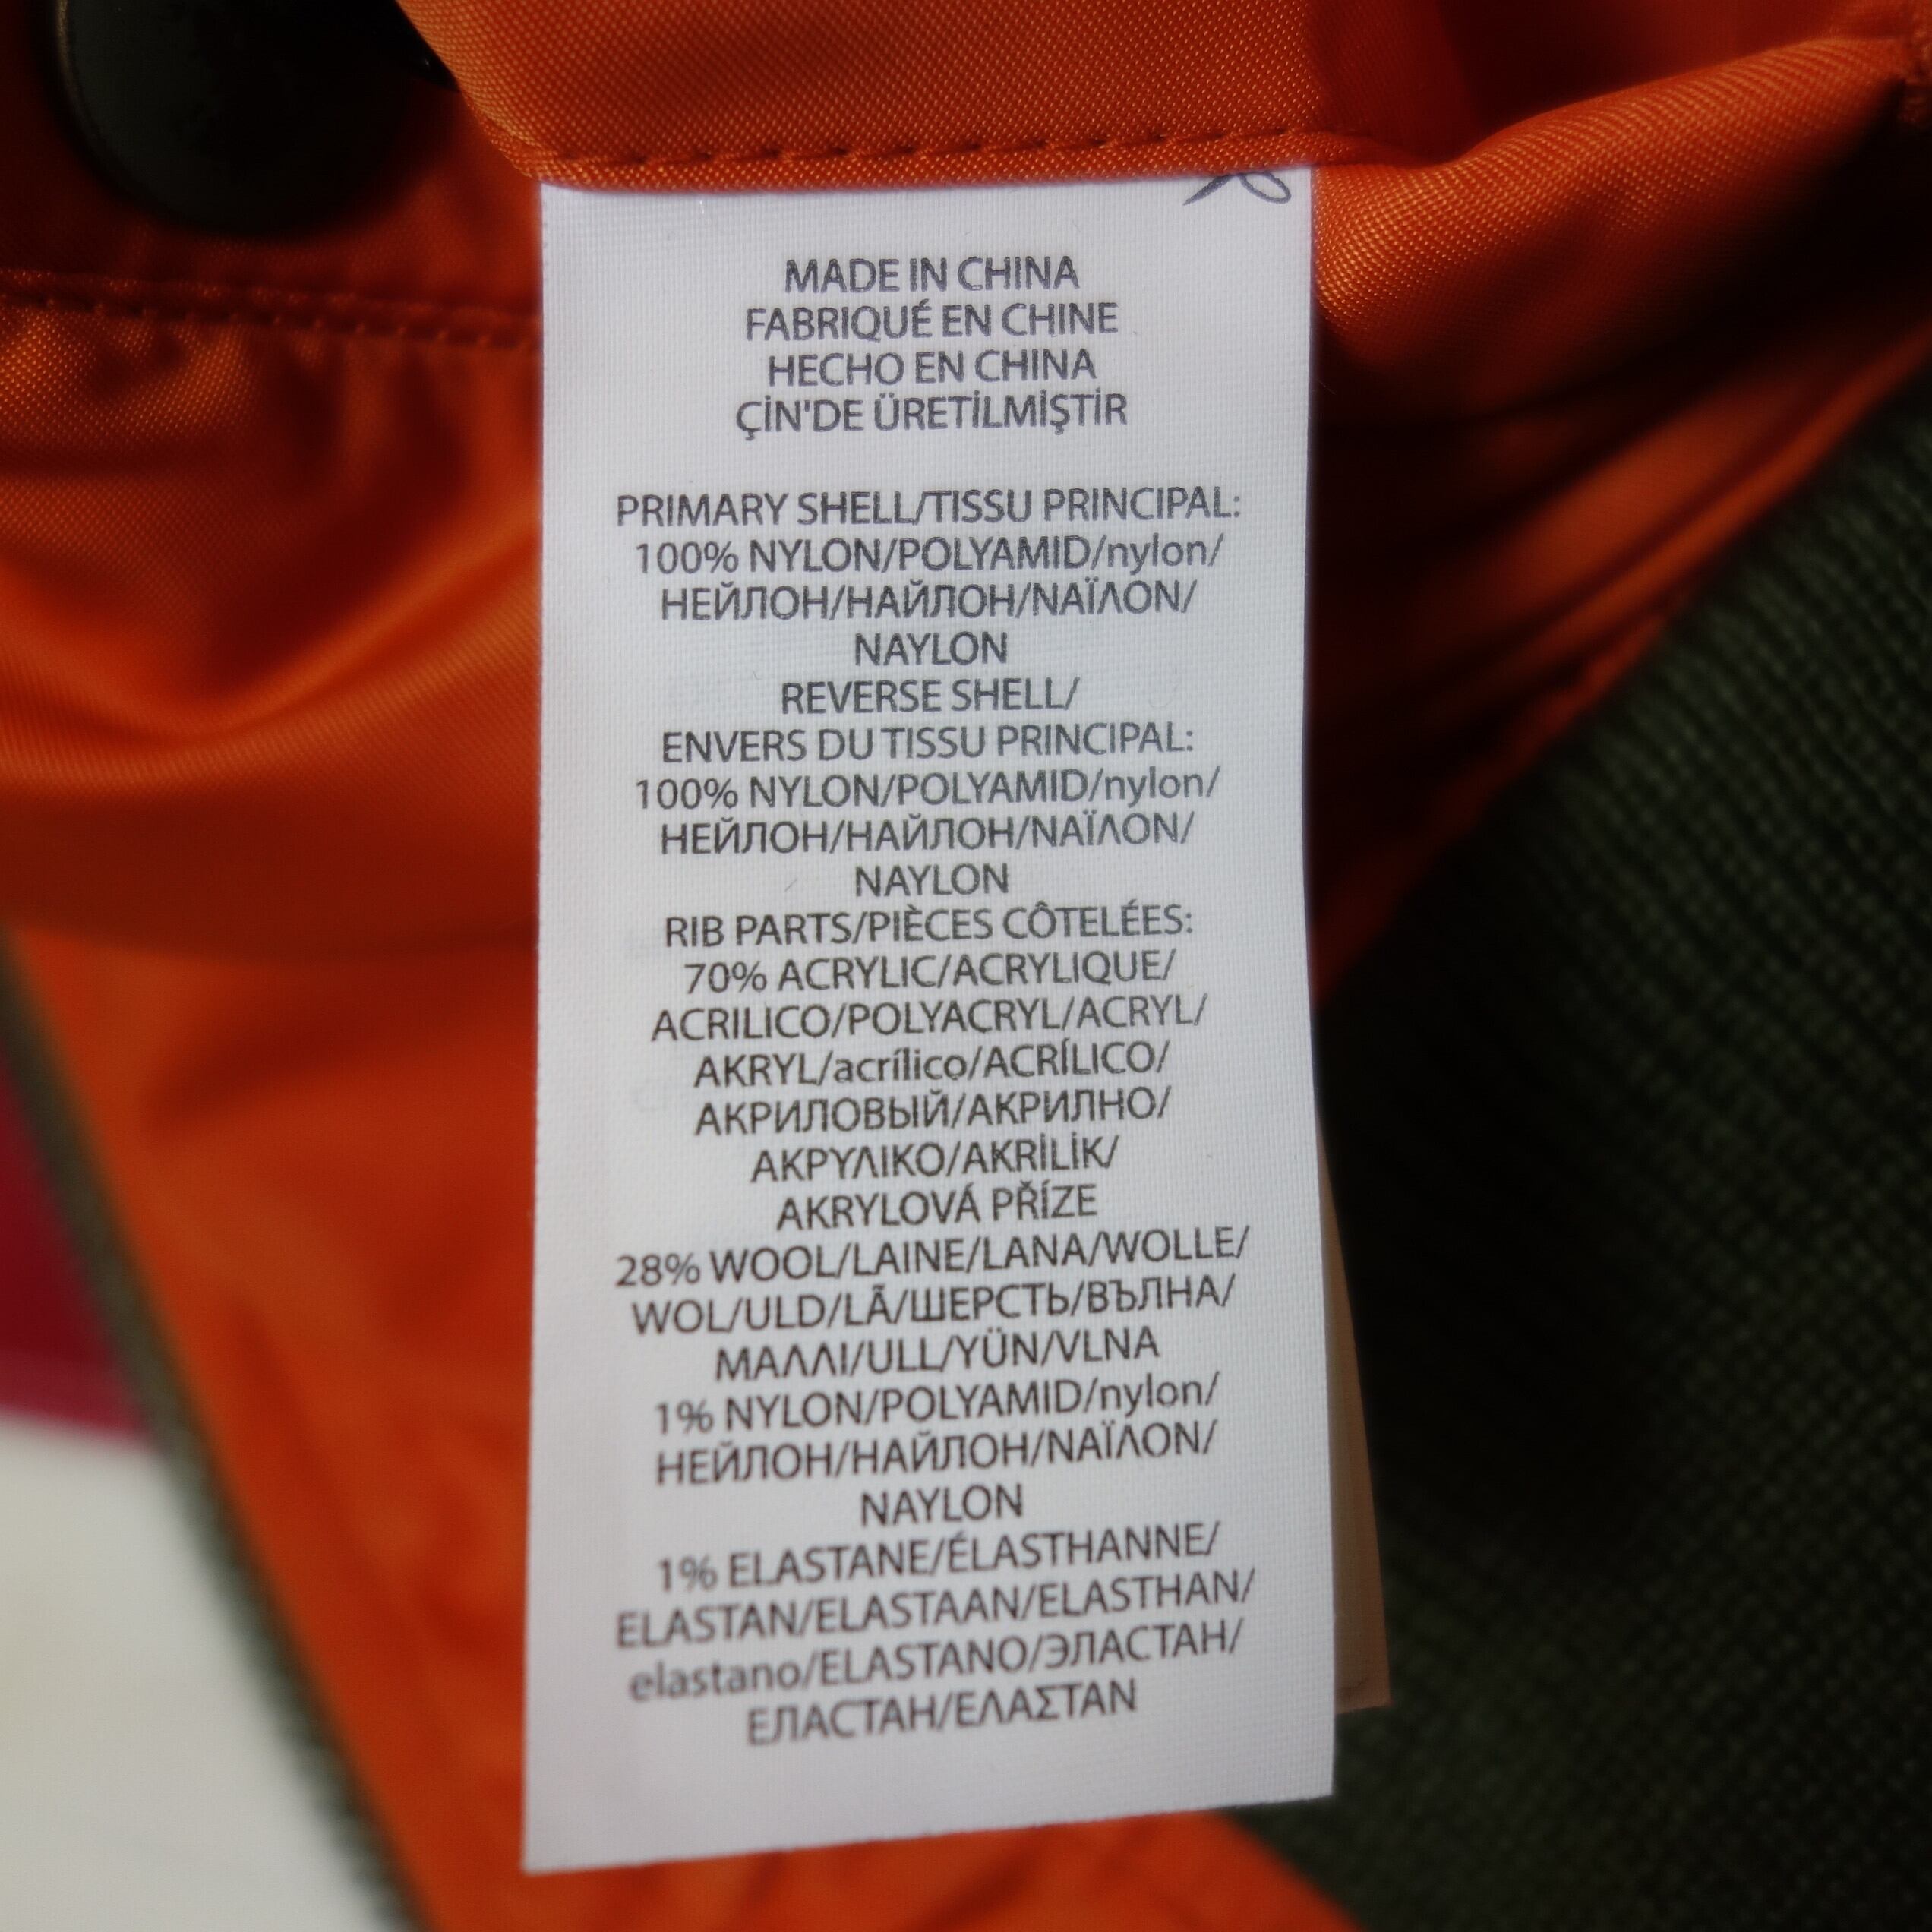 MADE IN CHINA
FABRIQUÉ EN CHINE
HECHO EN CHINA
ÇİN'DE ÜRETİLMİŞTİR
PRIMARY SHELL/TISSU PRINCIPAL:
100% NYLON/POLYAMID/nylon/
НЕЙЛОН/НАЙЛОН/ΝΑΪΛΟΝ/
NAYLON
REVERSE SHELL/
ENVERS DU TISSU PRINCIPAL:
100% NYLON/POLYAMID/nylon/
НЕЙЛОН/НАЙЛОН/ΝΑΪΛΟΝ/
NAYLON
RIB PARTS/PIÈCES CÔTELÉES:
70% ACRYLIC/ACRYLIQUE/
ACRILICO/POLYACRYL/ACRYL/
AKRYL/acrílico/ACRÍLICO/
АКРИЛОВЫЙ/АКРИЛНО/
ΑΚΡΥΛΙΚΟ/AKRİLİK/
AKRYLOVÁ PŘÍZE
28% WOOL/LAINE/LANA/WOLLE/
WOL/ULD/LÃ/ШЕРСТЬ/ВЪЛНА/
ΜΑΛΛΙ/ULL/YÜN/VLNA
1% NYLON/POLYAMID/nylon/
НЕЙЛОН/НАЙЛОН/ΝΑΪΛΟΝ/
NAYLON
1% ELASTANE/ÉLASTHANNE/
ELASTAN/ELASTAAN/ELASTHAN/
elastano/ELASTANO/ЭЛАСТАН/
ЕЛАСТАН/ΕΛΑΣΤΑΝ